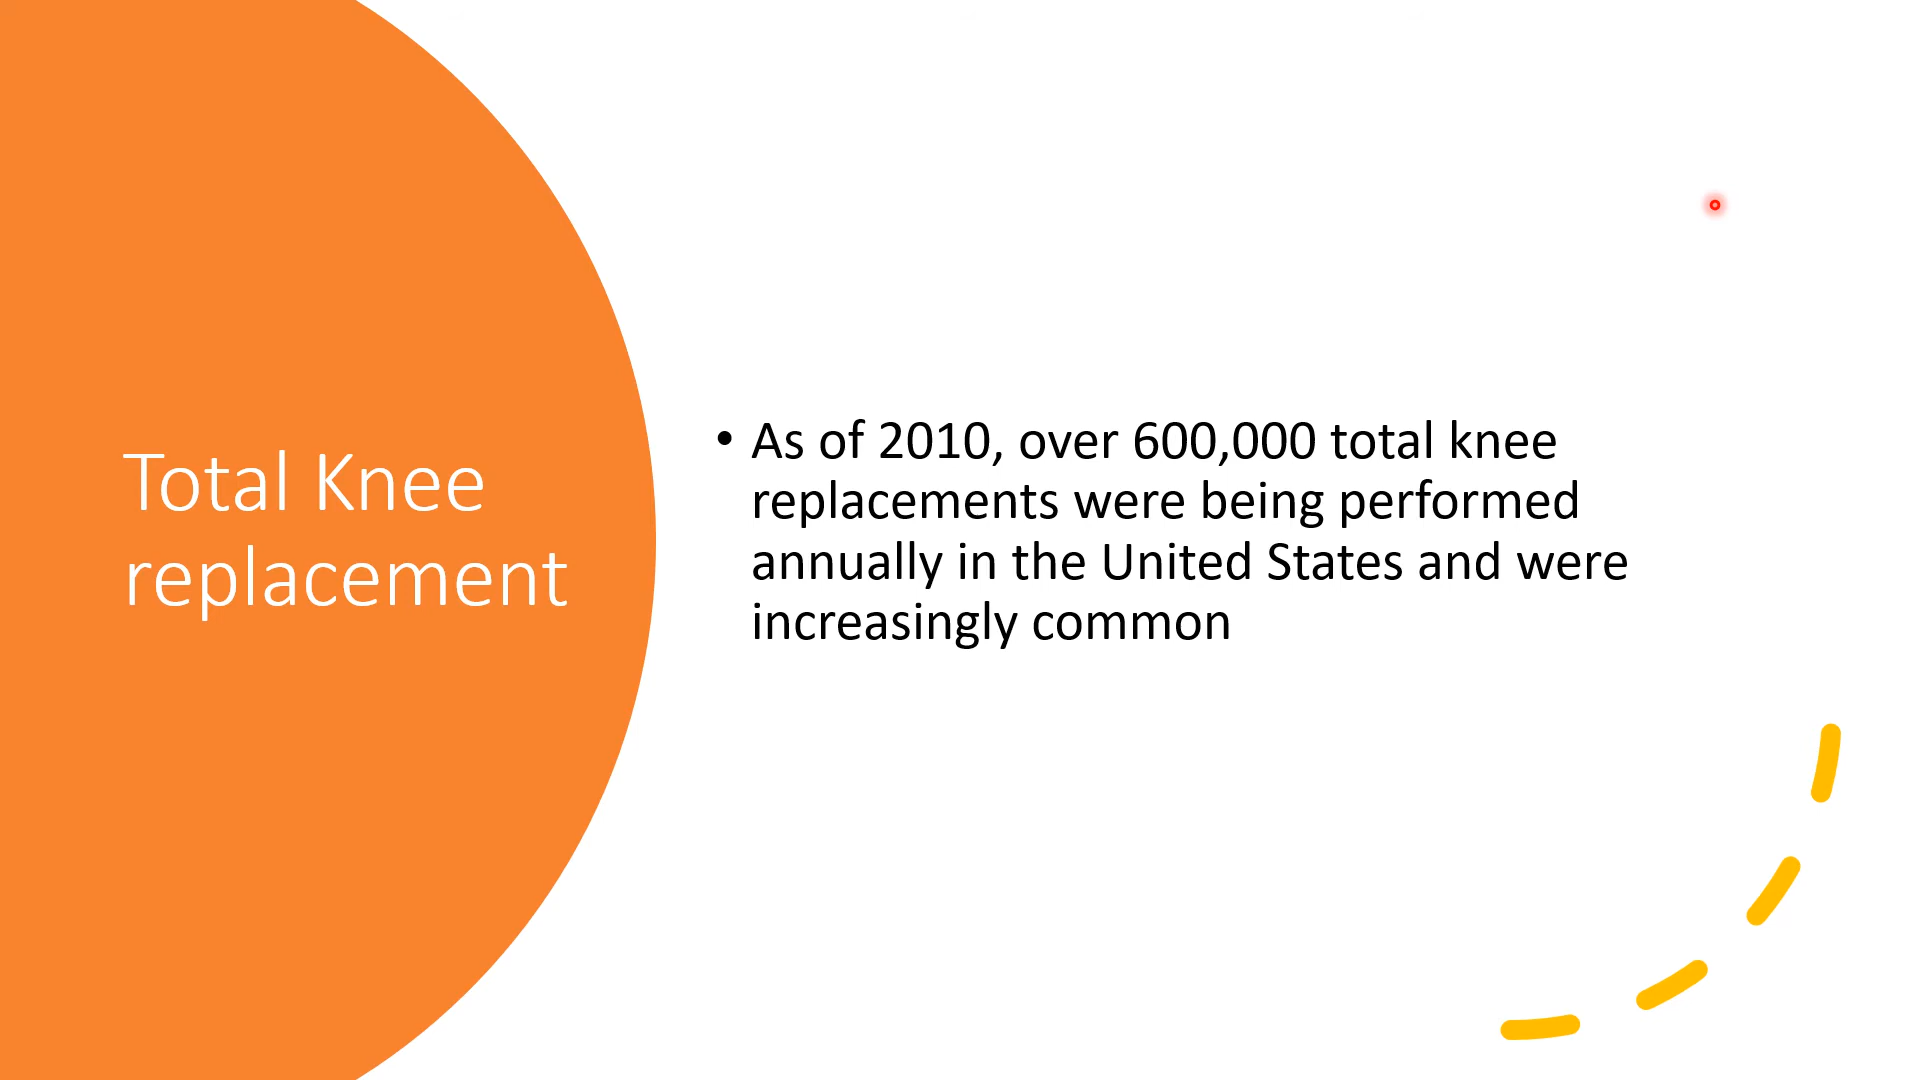 Total Knee
replacement
• As of 2010, over 600,000 total knee
replacements were being performed
annually in the United States and were
increasingly common